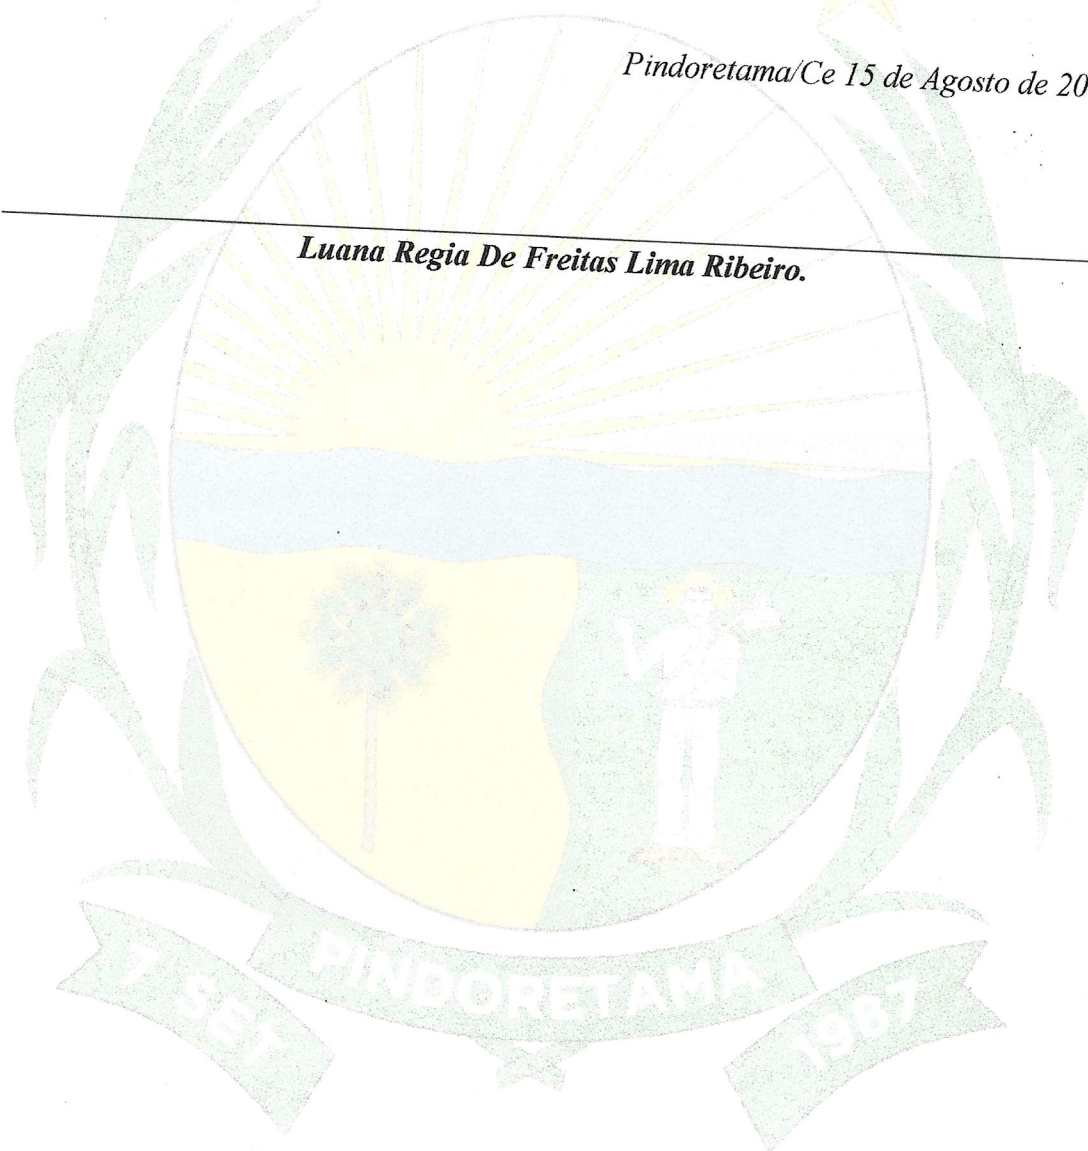 Pindoretama/Ce 15 de Agosto de 20
Luana Regia De Freitas Lima Ribeiro.
PINDORETAMA
7 SET
1987